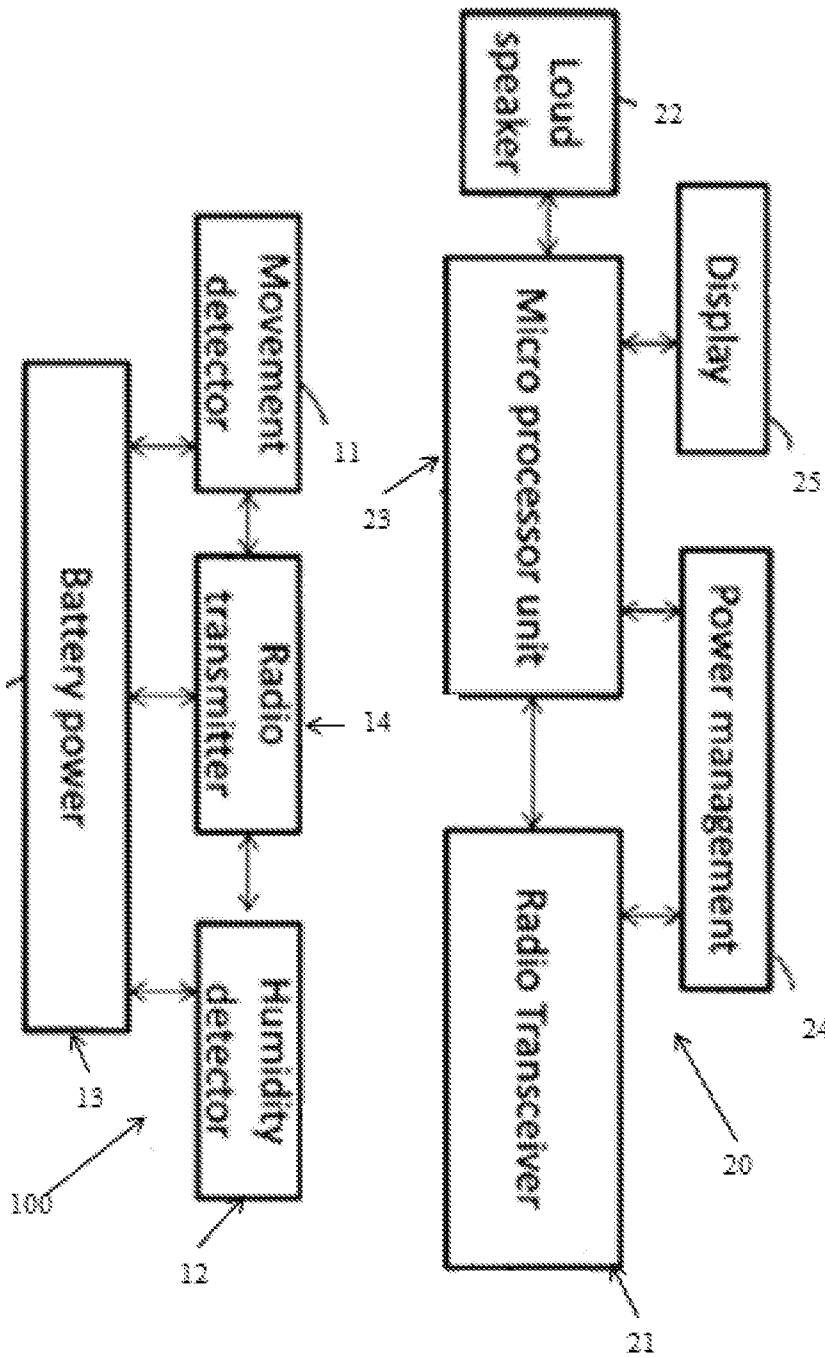 Loud
speaker
22
Display
25
Micro processor unit
23
Power management
24
Radio Transceiver
21
20
Movement
detector
11
Radio
transmitter
14
Humidity
detector
12
Battery power
13
100